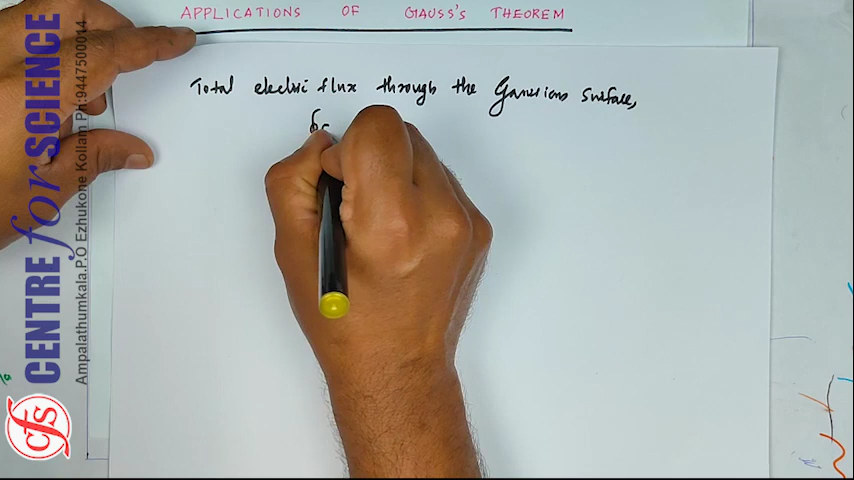 APPLICATIONS OF GAUSS'S THEOREM
Total electric flux through the Gaussian surface,
CENTRE for SCIENCE
Ampalathumkala.P.O Ezhukone Kollam Ph:9447500014
cfs